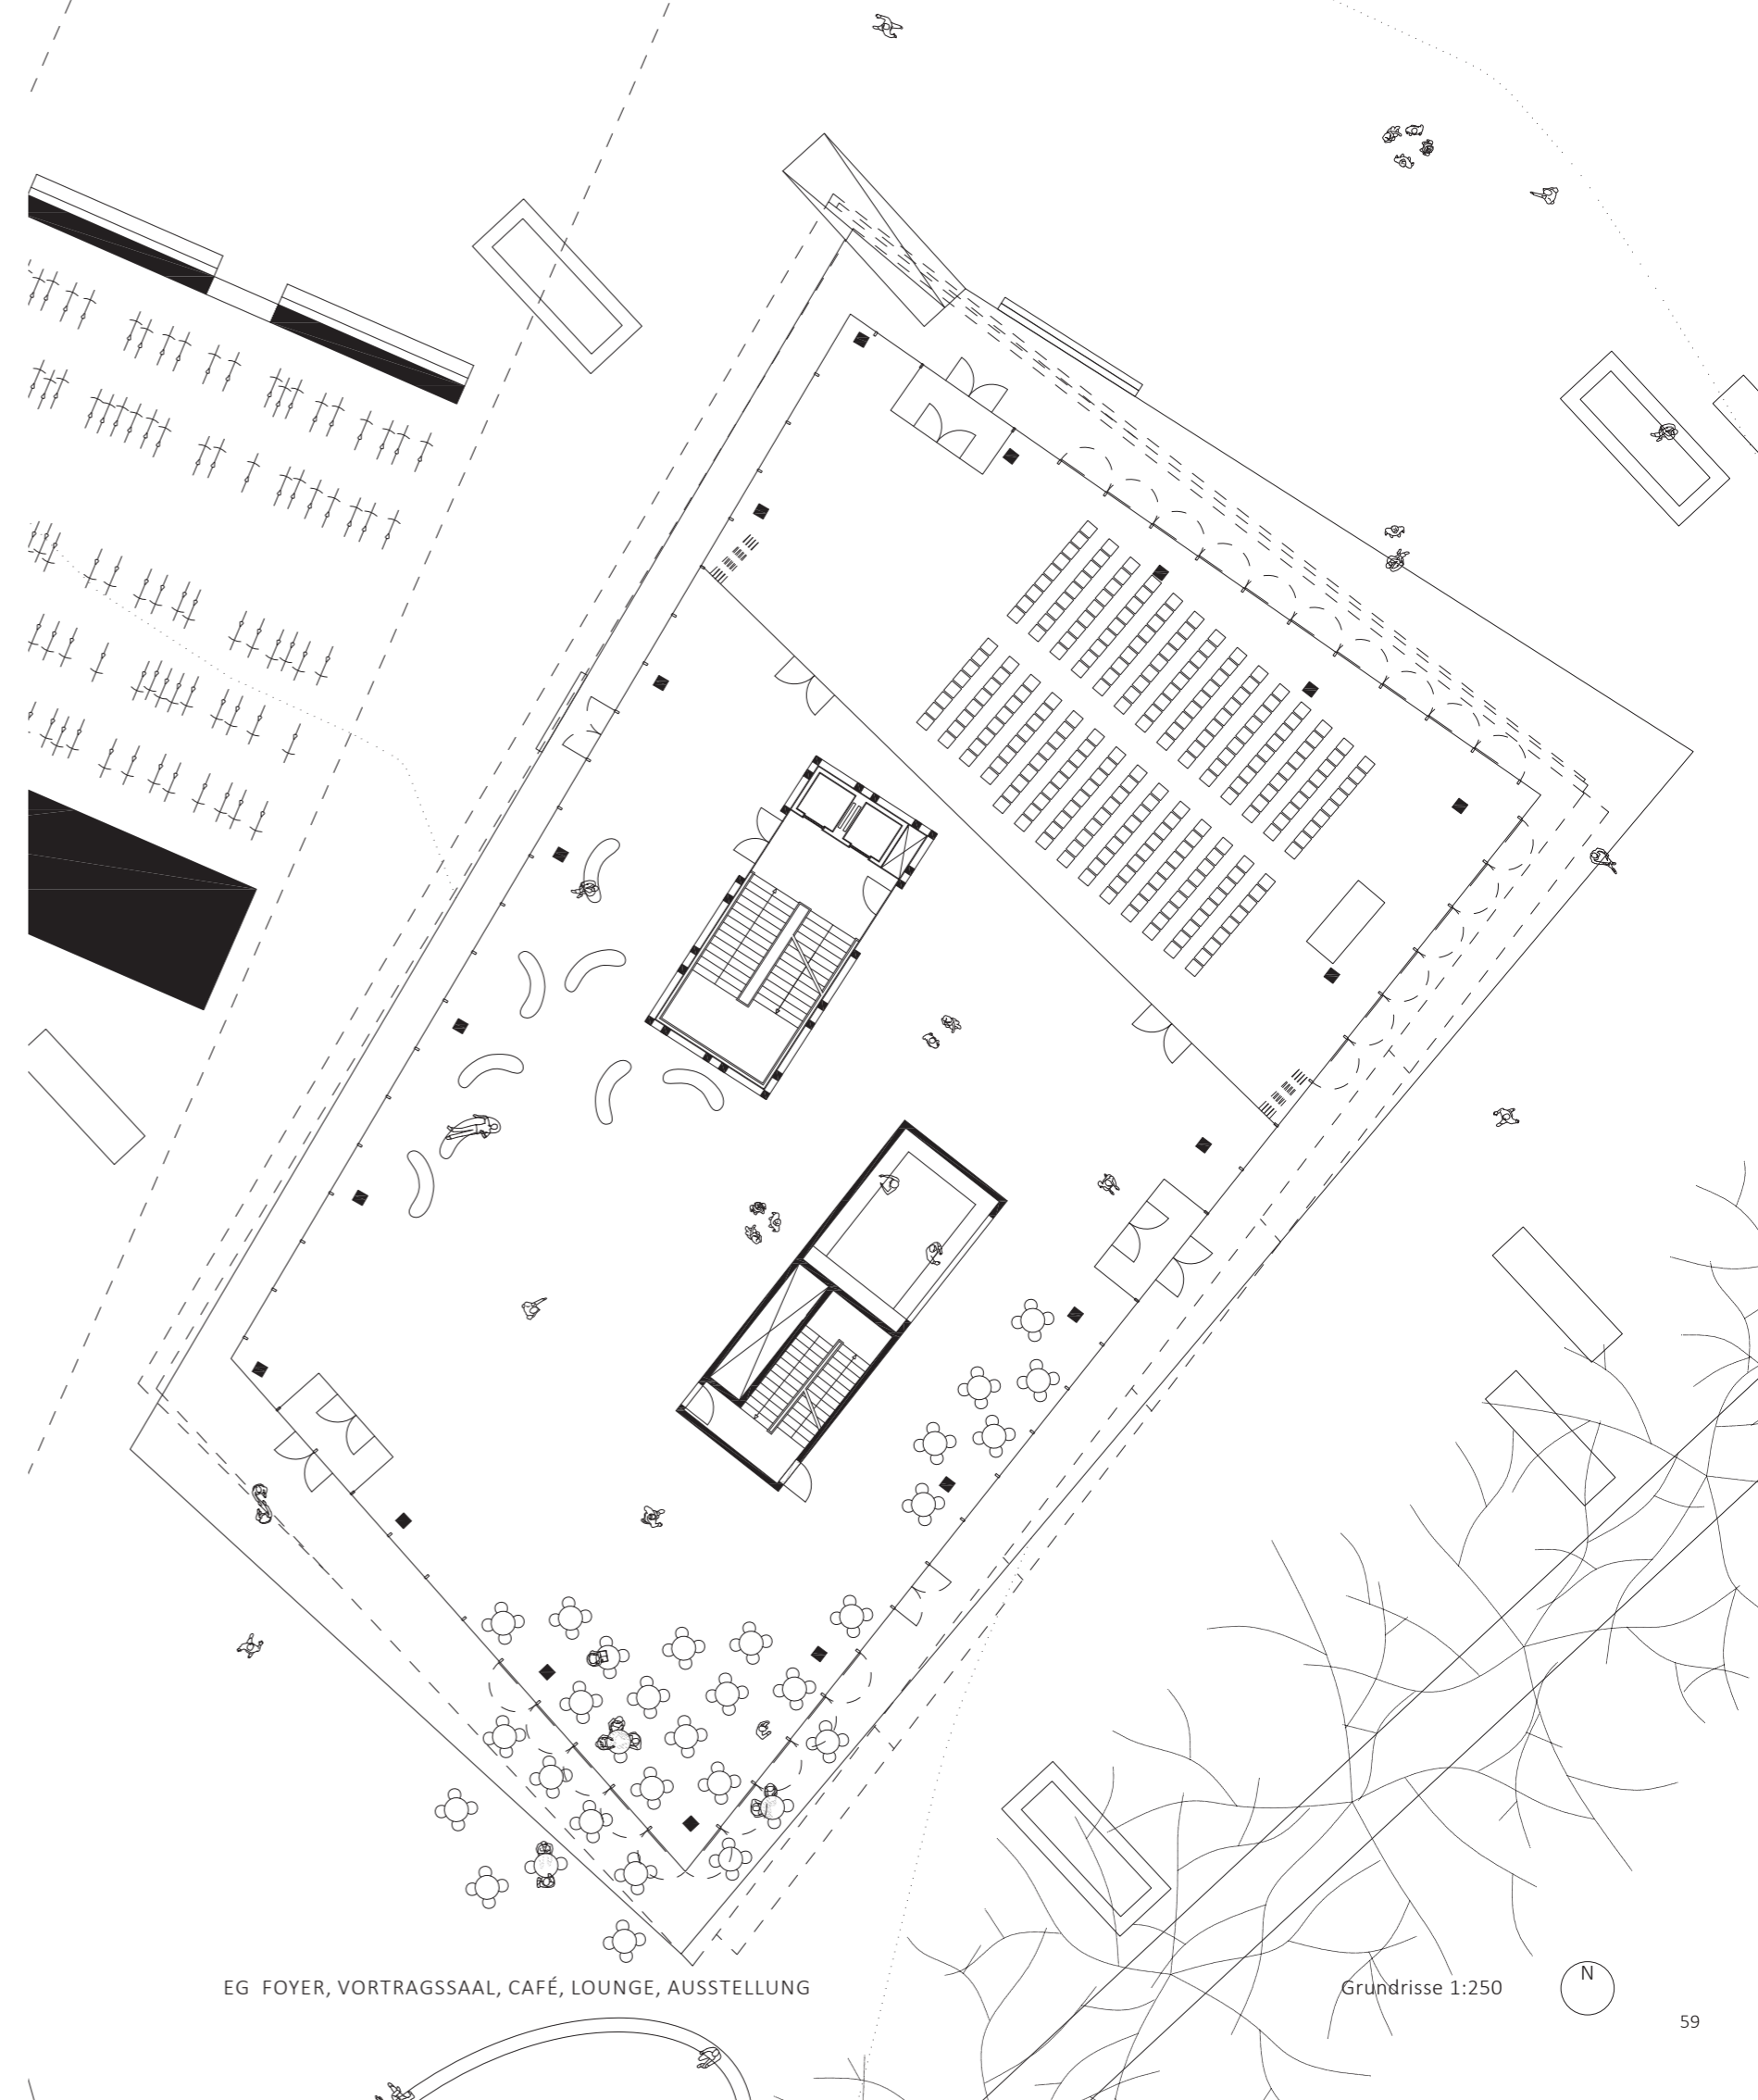 EG FOYER, VORTRAGSSAAL, CAFÉ, LOUNGE, AUSSTELLUNG
Grundrisse 1:250
N
59